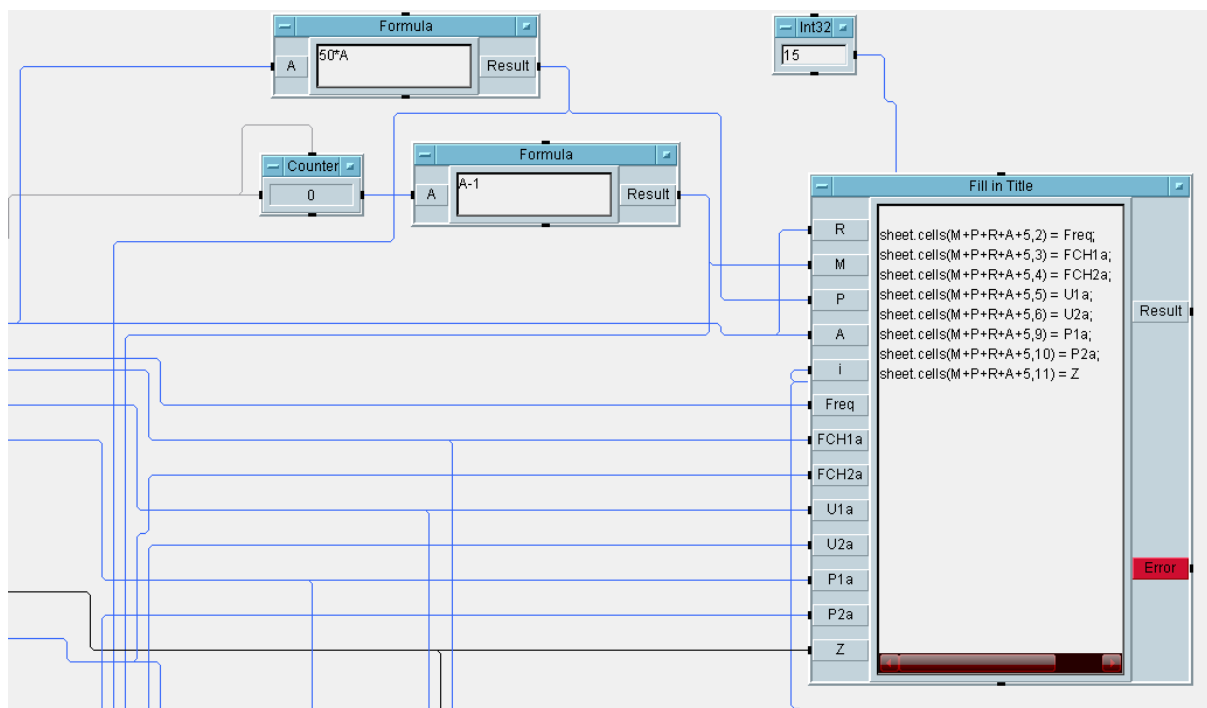 Formula
50*A
A
Result
Int32
15
Counter
0
Formula
A-1
A
Result
Fill in Title
R
M
P
A
i
Freq
FCH1a
FCH2a
U1a
U2a
P1a
P2a
Z
sheet.cells(M+P+R+A+5,2) = Freq;
sheet.cells(M+P+R+A+5,3) = FCH1a;
sheet.cells(M+P+R+A+5,4) = FCH2a;
sheet.cells(M+P+R+A+5,5) = U1a;
sheet.cells(M+P+R+A+5,6) = U2a;
sheet.cells(M+P+R+A+5,9) = P1a;
sheet.cells(M+P+R+A+5,10) = P2a;
sheet.cells(M+P+R+A+5,11) = Z
Result
Error